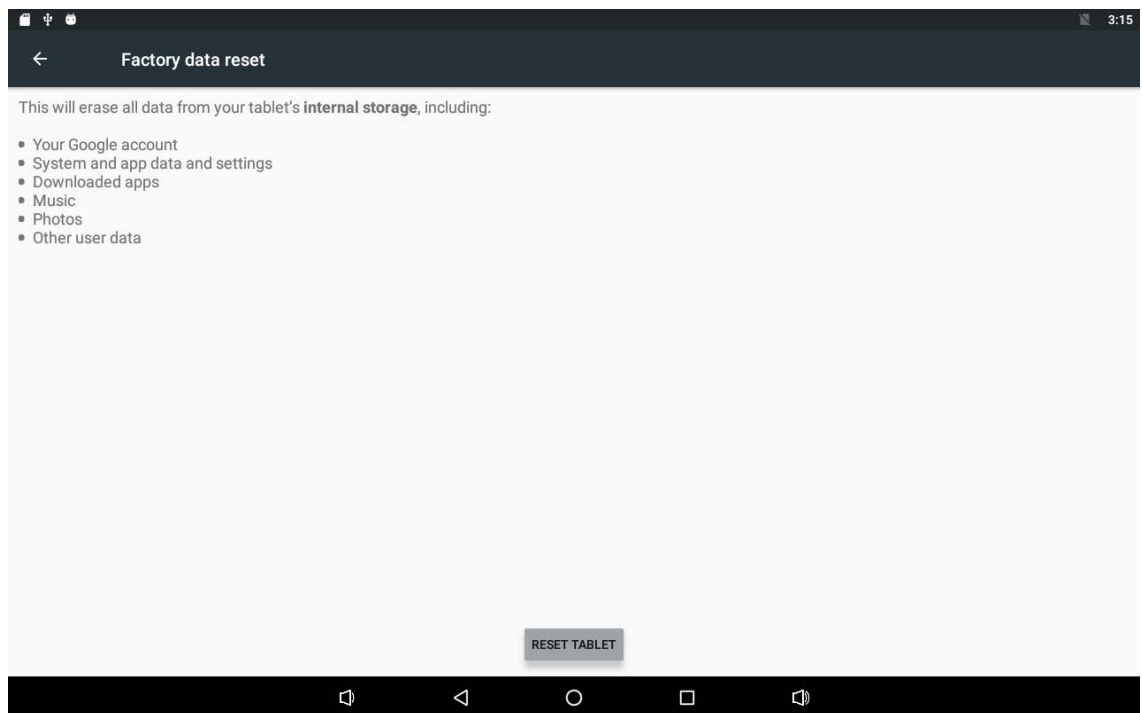 3:15
Factory data reset
This will erase all data from your tablet's internal storage, including:
• Your Google account
• System and app data and settings
• Downloaded apps
• Music
• Photos
• Other user data
RESET TABLET